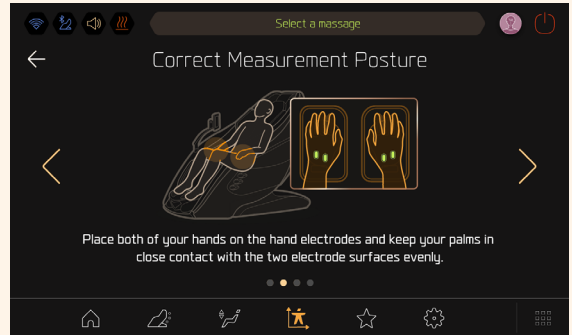 Select a massage
Correct Measurement Posture
Place both of your hands on the hand electrodes and keep your palms in
close contact with the two electrode surfaces evenly.